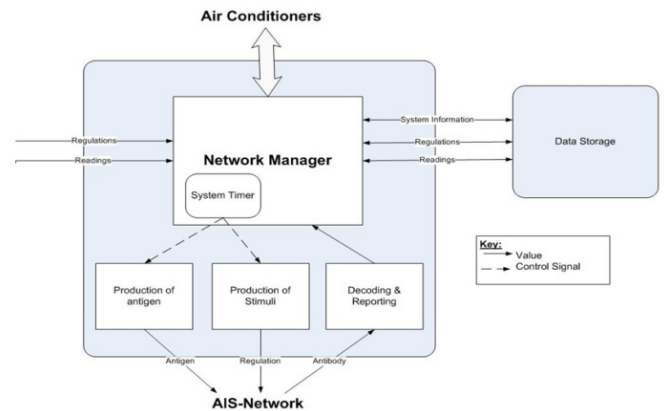 Air Conditioners
System Information
Regulations
Regulations
Data Storage
Readings
Network Manager
Readings
System Timer
Key:
Value
Control Signal
Production of
antigen
Production of
Stimuli
Decoding &
Reporting
Antigen
Regulation
Antibody
AIS-Network